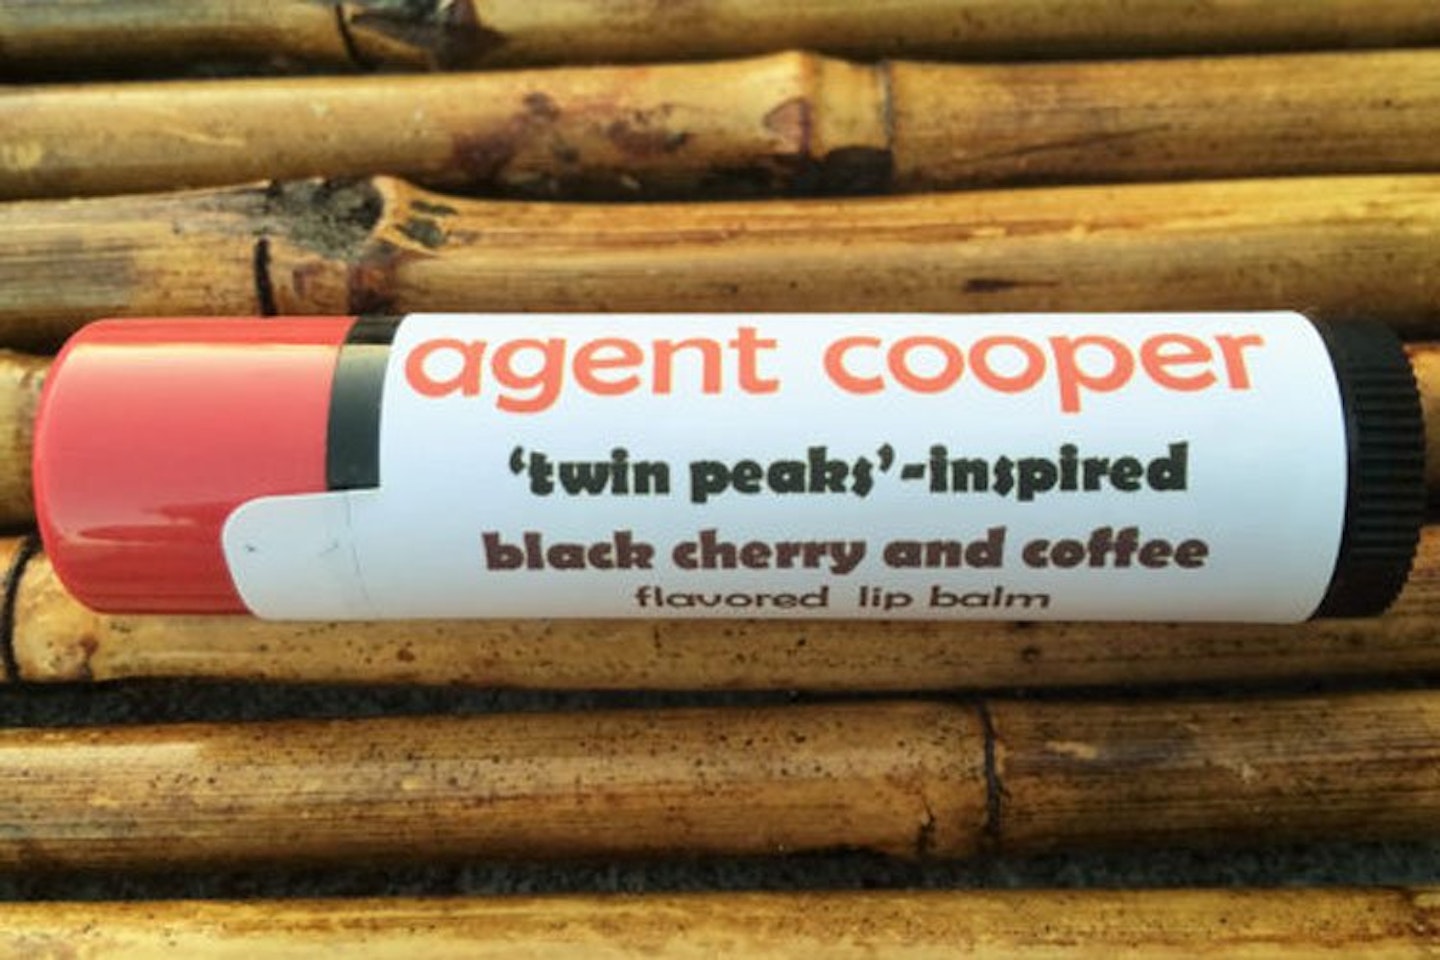 agent cooper
‘twin peaks’-inspired
black cherry and coffee
flavored lip balm